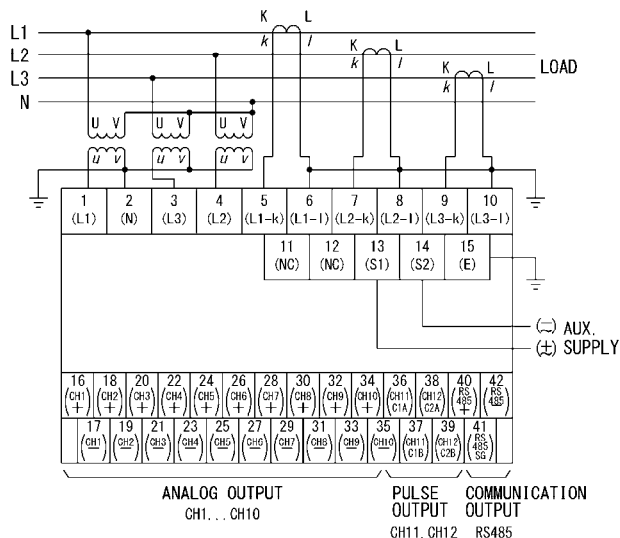 K L
L1
k l
L2
K L
k l
L3
K L
k l
LOAD
N
U V U V U V
u v u v u v
1 2 3 4 5 6 7 8 9 10
(L1) (N) (L3) (L2) (L1-k) (L1-l) (L2-k) (L2-l) (L3-k) (L3-l)
11 12 13 14 15
(NC) (NC) (S1) (S2) (E)
(−) AUX.
(+) SUPPLY
16 18 20 22 24 26 28 30 32 34 36 38 40 42
(CH1 +) (CH2 +) (CH3 +) (CH4 +) (CH5 +) (CH6 +) (CH7 +) (CH8 +) (CH9 +) (CH10 +) (CH11 C1A) (CH12 C2A) (RS 485 +) (RS 485 −)
17 19 21 23 25 27 29 31 33 35 37 39 41
(CH1 −) (CH2 −) (CH3 −) (CH4 −) (CH5 −) (CH6 −) (CH7 −) (CH8 −) (CH9 −) (CH10 −) (CH11 C1B) (CH12 C2B) (RS 485 SG)
ANALOG OUTPUT
CH1...CH10
PULSE
OUTPUT
CH11.CH12
COMMUNICATION
OUTPUT
RS485